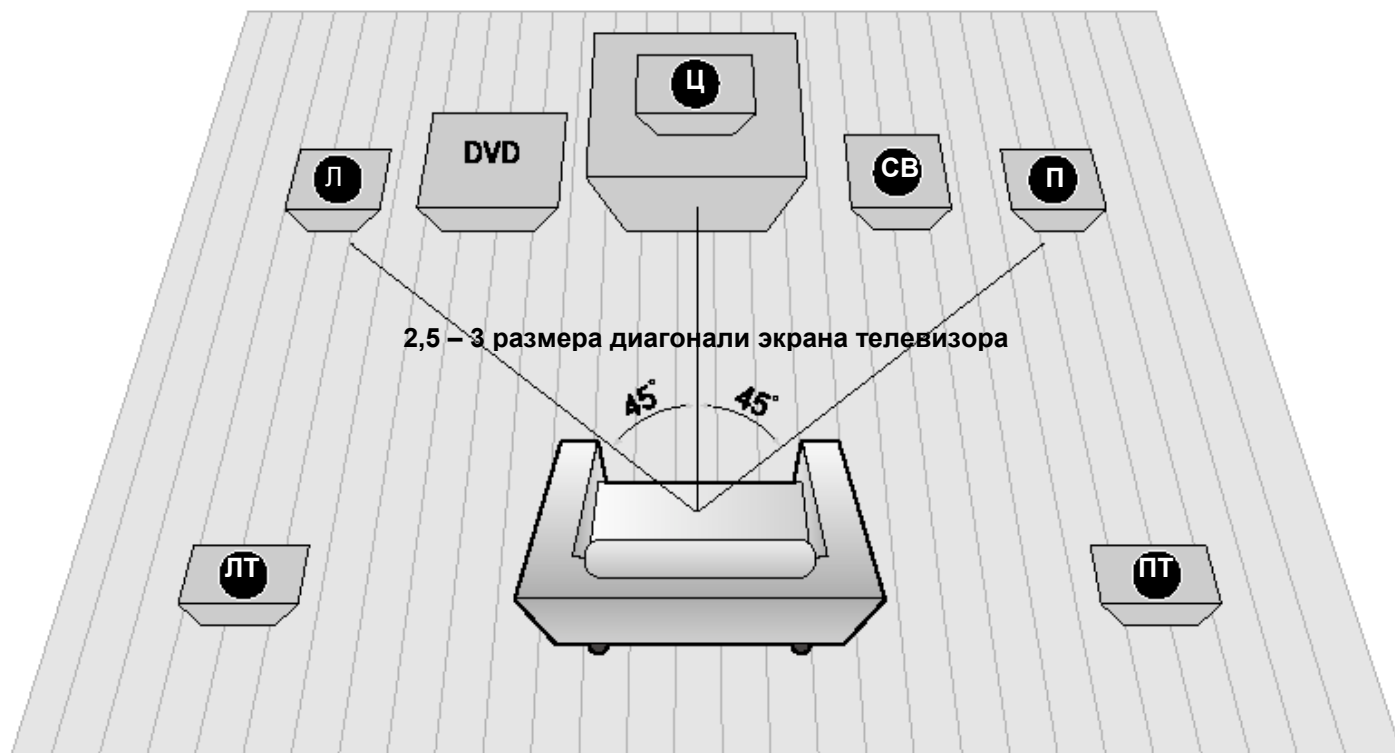 Ц
Л
DVD
СВ
П
2,5 – 3 размера диагонали экрана телевизора
45°
45°
ЛТ
ПТ